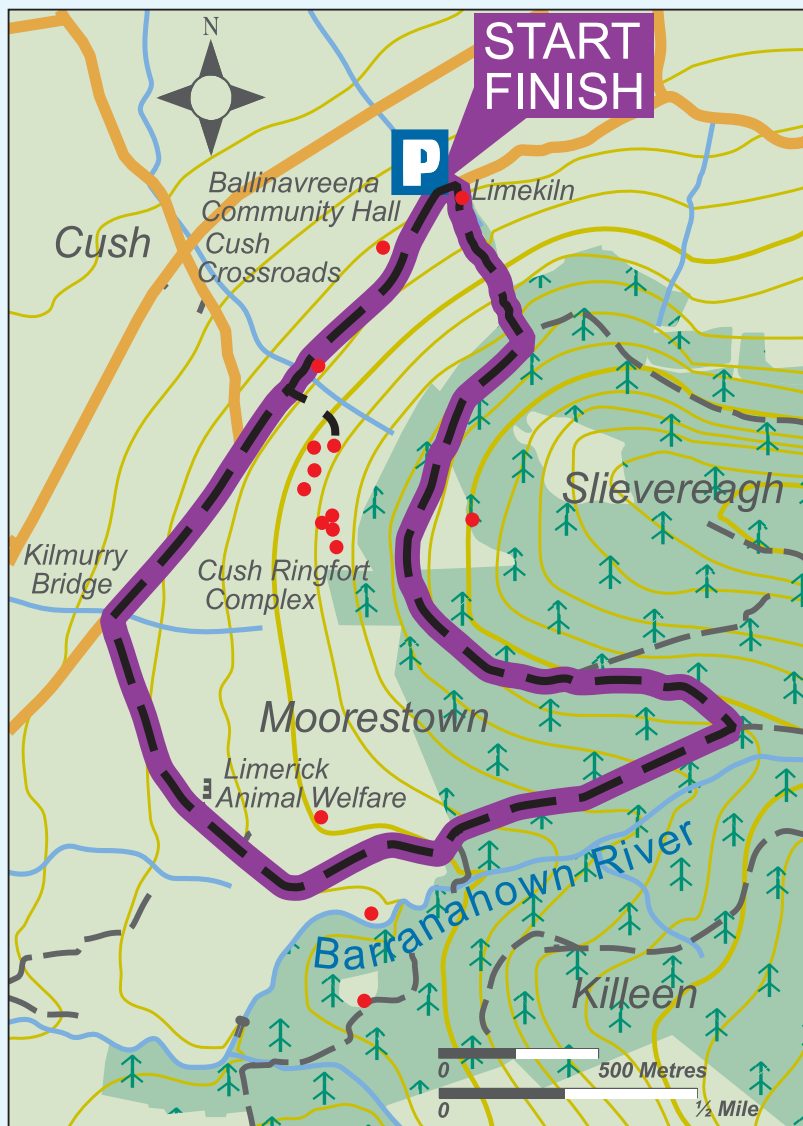 N
START
FINISH
P
Ballinavreena
Community Hall
Limekiln
Cush
Cush
Crossroads
Slievereagh
Kilmurry
Bridge
Cush Ringfort
Complex
Moorestown
Limerick
Animal Welfare
Barranahown River
Killeen
0
500 Metres
0
½ Mile